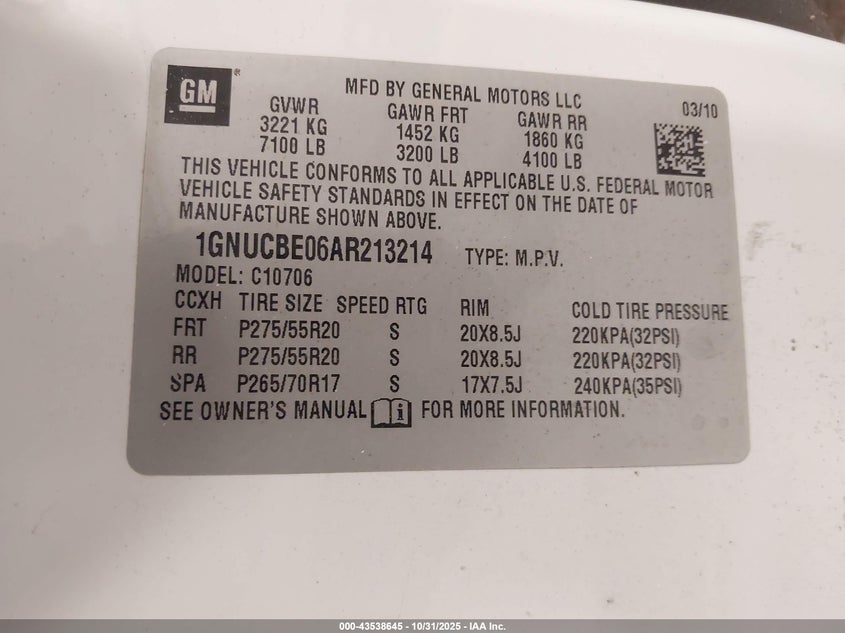 GM®
MFD BY GENERAL MOTORS LLC
03/10
GVWR GAWR FRT GAWR RR
3221 KG 1452 KG 1860 KG
7100 LB 3200 LB 4100 LB
THIS VEHICLE CONFORMS TO ALL APPLICABLE U.S. FEDERAL MOTOR
VEHICLE SAFETY STANDARDS IN EFFECT ON THE DATE OF
MANUFACTURE SHOWN ABOVE.
1GNUCBE06AR213214 TYPE: M.P.V.
MODEL: C10706
CCXH TIRE SIZE SPEED RTG RIM COLD TIRE PRESSURE
FRT P275/55R20 S 20X8.5J 220KPA(32PSI)
RR P275/55R20 S 20X8.5J 220KPA(32PSI)
SPA P265/70R17 S 17X7.5J 240KPA(35PSI)
SEE OWNER'S MANUAL FOR MORE INFORMATION.
000-43538645 - 10/31/2025 - IAA Inc.